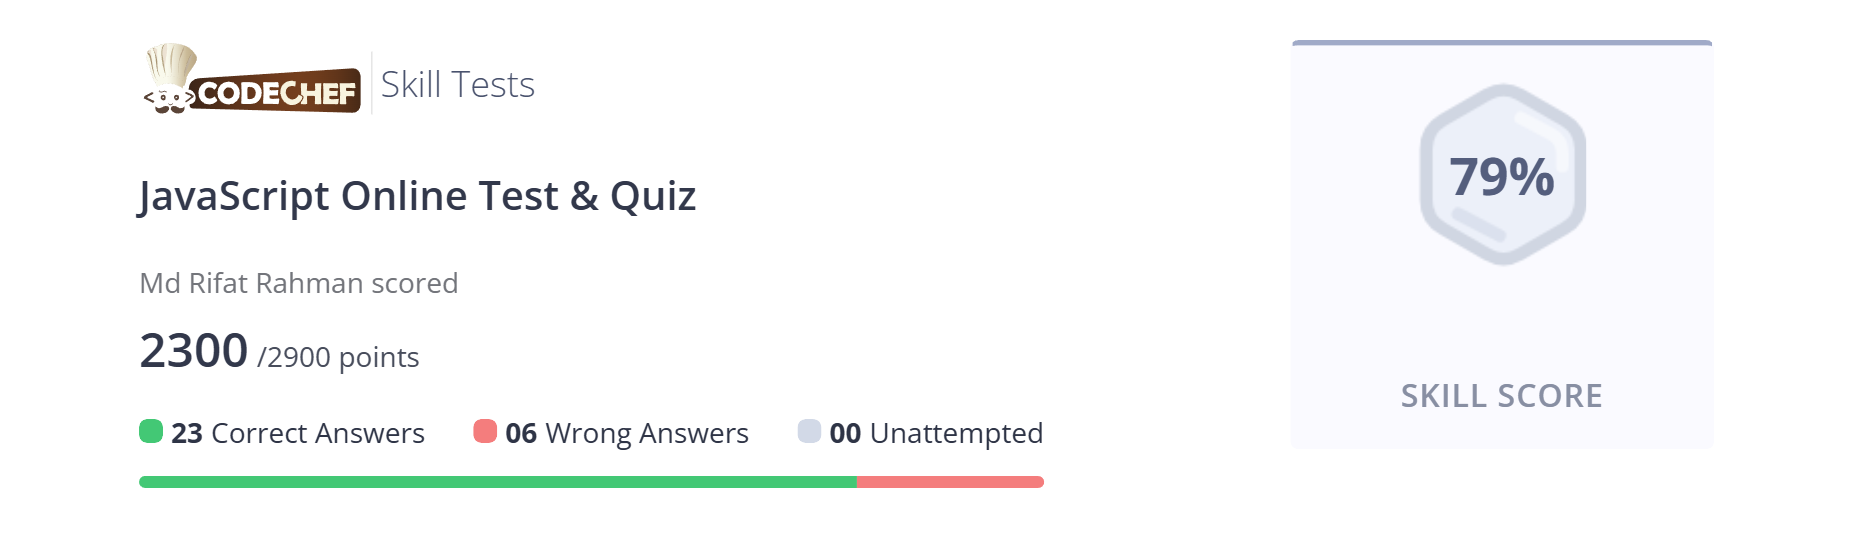 CODECHEF Skill Tests
JavaScript Online Test & Quiz
Md Rifat Rahman scored
2300 /2900 points
23 Correct Answers 06 Wrong Answers 00 Unattempted
79%
SKILL SCORE